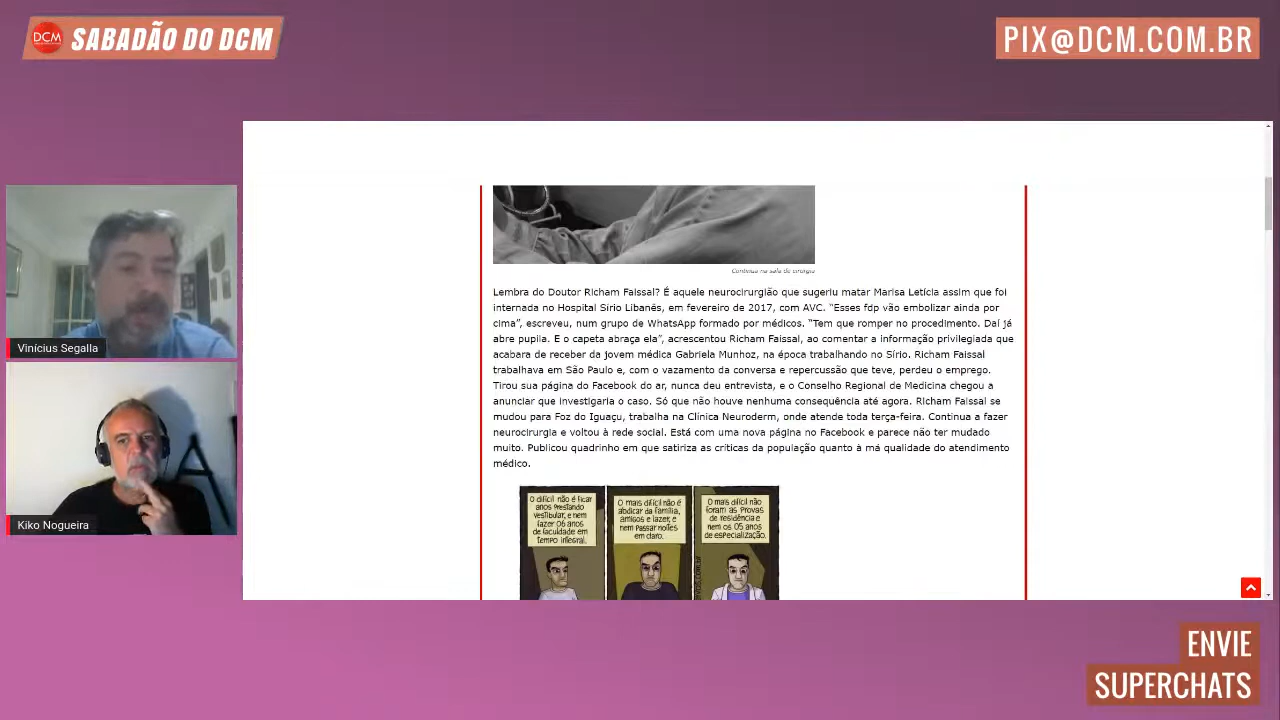 DCM
SABADÃO DO DCM
PIX@DCM.COM.BR
Continua na sala de cirurgia
Lembra do Doutor Richam Faissal? É aquele neurocirurgião que sugeriu matar Marisa Letícia assim que foi
internada no Hospital Sírio Libanês, em fevereiro de 2017, com AVC. “Esses fdp vão embolizar ainda por
cima”, escreveu, num grupo de WhatsApp formado por médicos. “Tem que romper no procedimento. Daí já
abre pupila. E o capeta abraça ela”, acrescentou Richam Faissal, ao comentar a informação privilegiada que
acabara de receber da jovem médica Gabriela Munhoz, na época trabalhando no Sírio. Richam Faissal
trabalhava em São Paulo e, com o vazamento da conversa e repercussão que teve, perdeu o emprego.
Tirou sua página do Facebook do ar, nunca deu entrevista, e o Conselho Regional de Medicina chegou a
anunciar que investigaria o caso. Só que não houve nenhuma consequência até agora. Richam Faissal se
mudou para Foz do Iguaçu, trabalha na Clínica Neuroderm, onde atende toda terça-feira. Continua a fazer
neurocirurgia e voltou à rede social. Está com uma nova página no Facebook e parece não ter mudado
muito. Publicou quadrinho em que satiriza as críticas da população quanto à má qualidade do atendimento
médico.
O difícil não é ficar
anos prestando
vestibular, e nem
fazer 06 anos
de faculdade em
tempo integral.
O mais difícil não é
abdicar da família,
amigos e lazer, e
nem passar noites
em claro.
O mais difícil não
foram as provas
de residência e
nem os 05 anos
de especialização.
Vinícius Segalla
Kiko Nogueira
ENVIE
SUPERCHATS